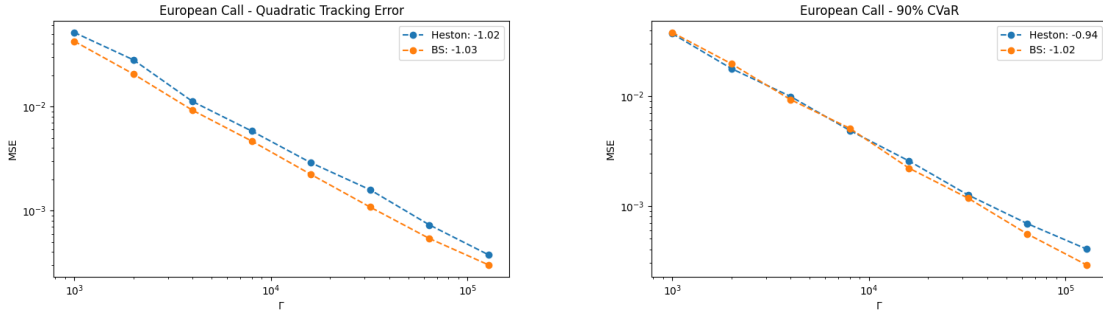 European Call - Quadratic Tracking Error
Heston: -1.02
BS: -1.03
10⁻²
10⁻³
MSE
10³
10⁴
10⁵
Γ
European Call - 90% CVaR
Heston: -0.94
BS: -1.02
10⁻²
10⁻³
MSE
10³
10⁴
10⁵
Γ